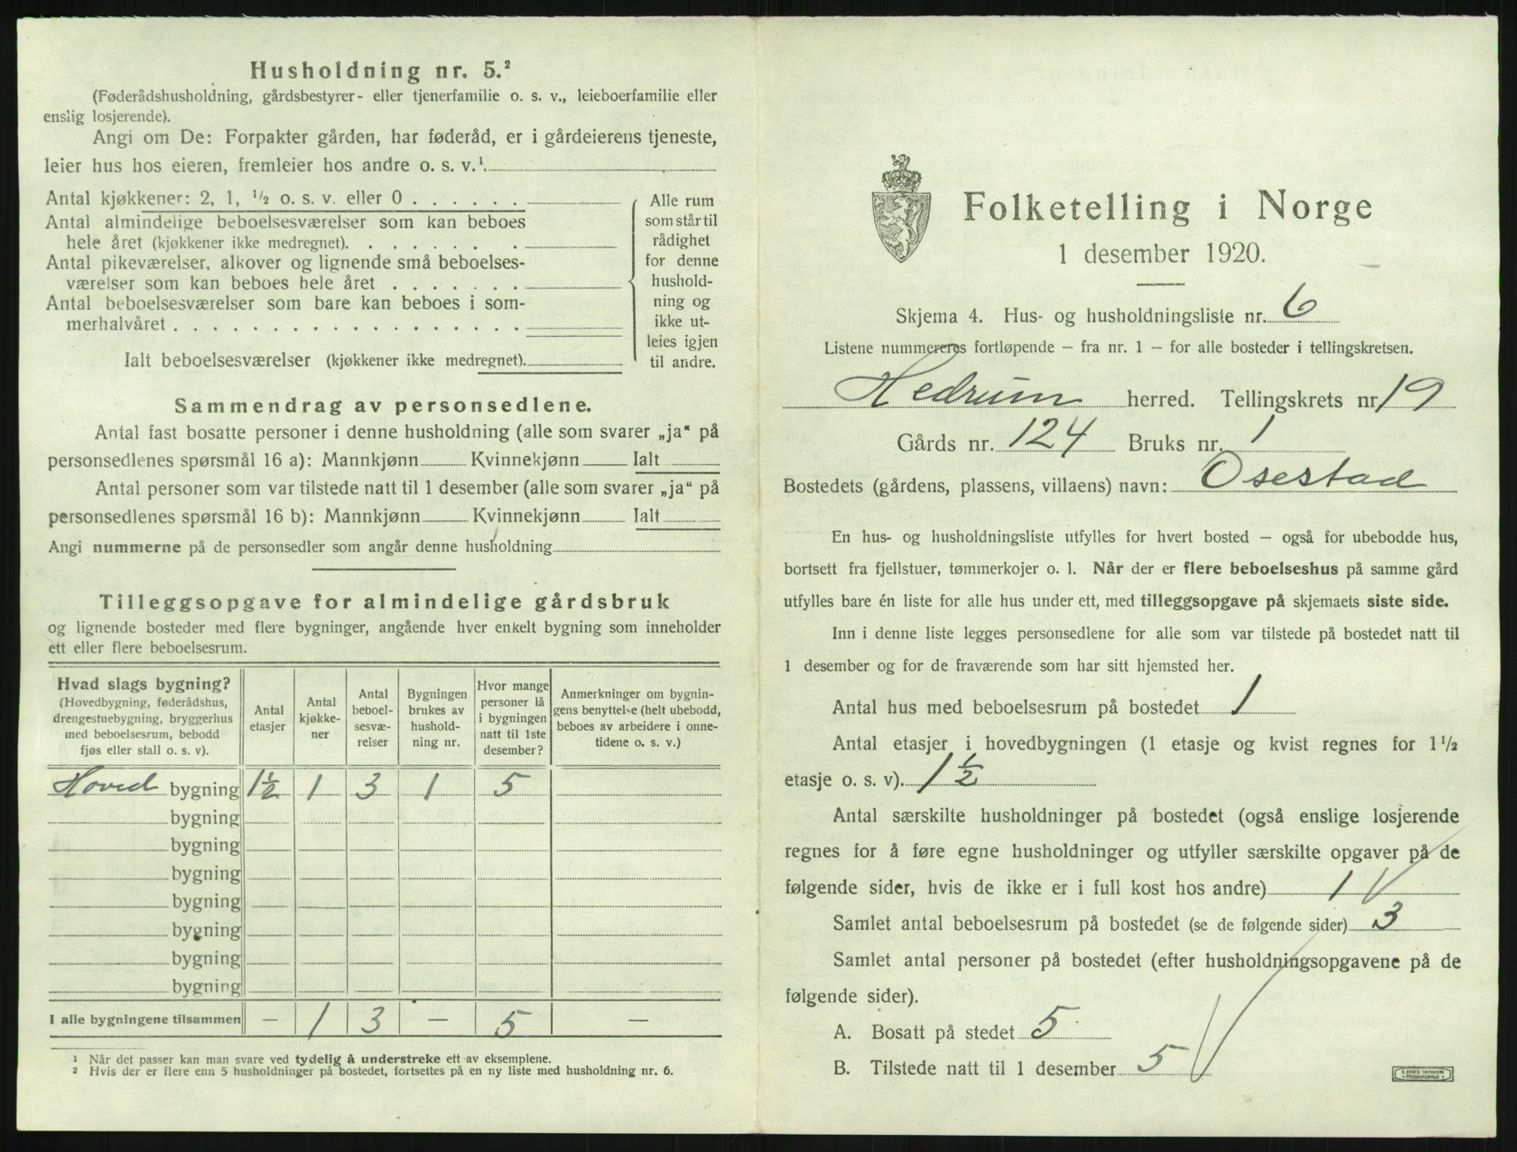 Husholdning nr. 5.²
(Føderådshusholdning, gårdsbestyrer- eller tjenerfamilie o. s. v., leieboerfamilie eller
enslig losjerende).
Angi om De: Forpakter gården, har føderåd, er i gårdeierens tjeneste,
leier hus hos eieren, fremleier hos andre o. s. v.¹.
Antal kjøkkener: 2, 1, ½ o. s. v. eller 0 . . . . . .
Antal almindelige beboelsesværelser som kan beboes
hele året (kjøkkener ikke medregnet). . . . . . . .
Antal pikeværelser, alkover og lignende små beboelses-
værelser som kan beboes hele året . . . . . . .
Antal beboelsesværelser som bare kan beboes i som-
merhalvåret . . . . . . . . . . . . . . . . . .
Ialt beboelsesværelser (kjøkkener ikke medregnet).
Alle rum
som står til
rådighet
for denne
hushold-
ning og
ikke ut-
leies igjen
til andre.
Sammendrag av personsedlene.
Antal fast bosatte personer i denne husholdning (alle som svarer „ja“ på
personsedlenes spørsmål 16 a): Mannkjønn Kvinnekjønn Ialt
Antal personer som var tilstede natt til 1 desember (alle som svarer „ja“ på
personsedlenes spørsmål 16 b): Mannkjønn Kvinnekjønn Ialt
Angi nummerne på de personsedler som angår denne husholdning
Tilleggsopgave for almindelige gårdsbruk
og lignende bosteder med flere bygninger, angående hver enkelt bygning som inneholder
ett eller flere beboelsesrum.
Hvad slags bygning?
(Hovedbygning, føderådshus,
drengestuebygning, bryggerhus
med beboelsesrum, bebodd
fjøs eller stall o. s. v).
Antal
etasjer
Antal
kjøkke-
ner
Antal
beboel-
sesvæ-
relser
Bygningen
brukes av
hushold-
ning nr.
Hvor mange
personer lå
i bygningen
natt til 1ste
desember?
Anmerkninger om bygnin-
gens benyttelse (helt ubebodd,
beboes av arbeidere i onne-
tidene o. s. v.)
Hoved bygning 1½ 1 3 1 5
bygning
bygning
bygning
bygning
bygning
bygning
bygning
I alle bygningene tilsammen — 1 3 — 5 —
¹ Når det passer kan man svare ved tydelig å understreke ett av eksemplene.
² Hvis der er flere enn 5 husholdninger på bostedet, fortsettes på en ny liste med husholdning nr. 6.
Folketelling i Norge
1 desember 1920.
Skjema 4. Hus- og husholdningsliste nr. 6
Listene nummereres fortløpende — fra nr. 1 — for alle bosteder i tellingskretsen.
Hedrum herred. Tellingskrets nr 19
Gårds nr. 124 Bruks nr. 1
Bostedets (gårdens, plassens, villaens) navn: Osestad
En hus- og husholdningsliste utfylles for hvert bosted — også for ubebodde hus,
bortsett fra fjellstuer, tømmerkojer o. l. Når der er flere beboelseshus på samme gård
utfylles bare én liste for alle hus under ett, med tilleggsopgave på skjemaets siste side.
Inn i denne liste legges personsedlene for alle som var tilstede på bostedet natt til
1 desember og for de fraværende som har sitt hjemsted her.
Antal hus med beboelsesrum på bostedet 1
Antal etasjer i hovedbygningen (1 etasje og kvist regnes for 1½
etasje o. s. v). 1½
Antal særskilte husholdninger på bostedet (også enslige losjerende
regnes for å føre egne husholdninger og utfyller særskilte opgaver på de
følgende sider, hvis de ikke er i full kost hos andre) 1
Samlet antal beboelsesrum på bostedet (se de følgende sider) 3
Samlet antal personer på bostedet (efter husholdningsopgavene på de
følgende sider).
A. Bosatt på stedet 5
B. Tilstede natt til 1 desember 5